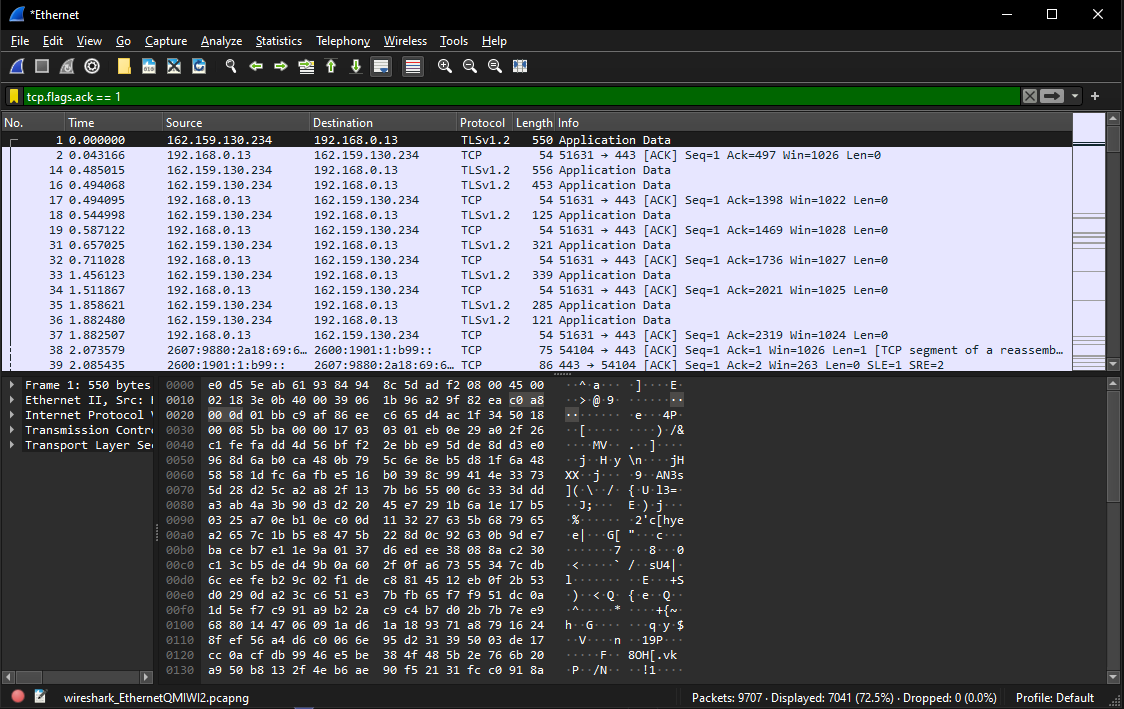 *Ethernet
File Edit View Go Capture Analyze Statistics Telephony Wireless Tools Help
tcp.flags.ack == 1
No. Time Source Destination Protocol Length Info
1 0.000000 162.159.130.234 192.168.0.13 TLSv1.2 550 Application Data
2 0.043166 192.168.0.13 162.159.130.234 TCP 54 51631 → 443 [ACK] Seq=1 Ack=497 Win=1026 Len=0
14 0.485015 162.159.130.234 192.168.0.13 TLSv1.2 556 Application Data
16 0.494068 162.159.130.234 192.168.0.13 TLSv1.2 453 Application Data
17 0.494095 192.168.0.13 162.159.130.234 TCP 54 51631 → 443 [ACK] Seq=1 Ack=1398 Win=1022 Len=0
18 0.544998 162.159.130.234 192.168.0.13 TLSv1.2 125 Application Data
19 0.587122 192.168.0.13 162.159.130.234 TCP 54 51631 → 443 [ACK] Seq=1 Ack=1469 Win=1028 Len=0
31 0.657025 162.159.130.234 192.168.0.13 TLSv1.2 321 Application Data
32 0.711028 192.168.0.13 162.159.130.234 TCP 54 51631 → 443 [ACK] Seq=1 Ack=1736 Win=1027 Len=0
33 1.456123 162.159.130.234 192.168.0.13 TLSv1.2 339 Application Data
34 1.511867 192.168.0.13 162.159.130.234 TCP 54 51631 → 443 [ACK] Seq=1 Ack=2021 Win=1025 Len=0
35 1.858621 162.159.130.234 192.168.0.13 TLSv1.2 285 Application Data
36 1.882480 162.159.130.234 192.168.0.13 TLSv1.2 121 Application Data
37 1.882507 192.168.0.13 162.159.130.234 TCP 54 51631 → 443 [ACK] Seq=1 Ack=2319 Win=1024 Len=0
38 2.073579 2607:9880:2a18:69:6… 2600:1901:1:b99:: TCP 75 54104 → 443 [ACK] Seq=1 Ack=1 Win=1026 Len=1 [TCP segment of a reassemb…
39 2.085435 2600:1901:1:b99:: 2607:9880:2a18:69:6… TCP 86 443 → 54104 [ACK] Seq=1 Ack=2 Win=263 Len=0 SLE=1 SRE=2
Frame 1: 550 bytes
Ethernet II, Src: 
Internet Protocol V
Transmission Contro
Transport Layer Sec
0000 e0 d5 5e ab 61 93 84 94 8c 5d ad f2 08 00 45 00 ··^·a··· ·]····E·
0010 02 18 3e 0b 40 00 39 06 1b 96 a2 9f 82 ea c0 a8 ··>·@·9· ········
0020 00 0d 01 bb c9 af 86 ee c6 65 d4 ac 1f 34 50 18 ········ ·e···4P·
0030 00 08 5b ba 00 00 17 03 03 01 eb 0e 29 a0 2f 26 ··[····· ····)·/&
0040 c1 fe fa dd 4d 56 bf f2 2e bb e9 5d de 8d d3 e0 ····MV·· .··]····
0050 96 8d 6a b0 ca 48 0b 79 5c 6e 8e b5 d8 1f 6a 48 ··j··H·y \n····jH
0060 58 58 1d fc 6a fb e5 16 b0 39 8c 99 41 4e 33 73 XX··j··· ·9··AN3s
0070 5d 28 d2 5c a2 a8 2f 13 7b b6 55 00 6c 33 3d dd ](·\··/· {·U·l3=·
0080 a3 ab 4a 3b 90 d3 d2 20 45 e7 29 1b 6a 1e 17 b5 ··J;··· E·)·j···
0090 03 25 a7 0e b1 0e c0 0d 11 32 27 63 5b 68 79 65 ·%······ ·2'c[hye
00a0 a2 65 7c 1b b5 e8 47 5b 22 8d 0c 92 63 0b 9d e7 ·e|···G[ "···c···
00b0 ba ce b7 e1 1e 9a 01 37 d6 ed ee 38 08 8a c2 30 ·······7 ···8···0
00c0 c1 3c b5 de d4 9b 0a 60 2f 0f a6 73 55 34 7c db ·<·····` /··sU4|·
00d0 6c ee fe b2 9c 02 f1 de c8 81 45 12 eb 0f 2b 53 l······· ··E···+S
00e0 d0 29 0d a2 3c c6 51 e3 7b fb 65 f7 f9 51 dc 0a ·)··<·Q· {·e··Q··
00f0 1d 5e f7 c9 91 a9 b2 2a c9 c4 b7 d0 2b 7b 7e e9 ·^·····* ····+{~·
0100 68 80 14 47 06 09 1a d6 1a 18 93 71 a8 79 16 24 h··G···· ···q·y·$
0110 8f ef 56 a4 d6 c0 06 6e 95 d2 31 39 50 03 de 17 ··V····n ··19P···
0120 cc 0a cf db 99 46 e5 be 38 4f 48 5b 2e 76 6b 20 ·····F·· 8OH[.vk
0130 a9 50 b8 13 2f 4e b6 ae 90 f5 21 31 fc c0 91 8a ·P··/N·· ··!1····
wireshark_EthernetQMIWI2.pcapng Packets: 9707 · Displayed: 7041 (72.5%) · Dropped: 0 (0.0%) Profile: Default